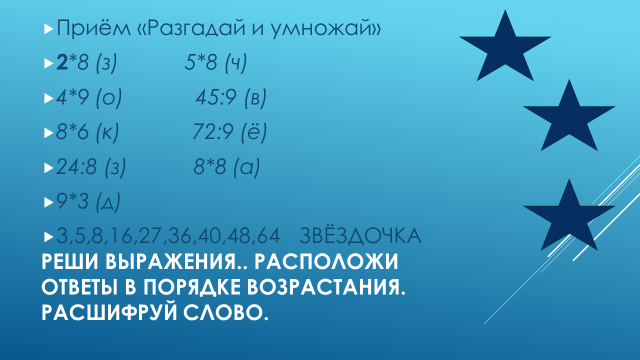 Приём «Разгадай и умножай»
2*8 (з) 5*8 (ч)
4*9 (о) 45:9 (в)
8*6 (к) 72:9 (ё)
24:8 (з) 8*8 (а)
9*3 (д)
3,5,8,16,27,36,40,48,64 ЗВЁЗДОЧКА
РЕШИ ВЫРАЖЕНИЯ.. РАСПОЛОЖИ
ОТВЕТЫ В ПОРЯДКЕ ВОЗРАСТАНИЯ.
РАСШИФРУЙ СЛОВО.